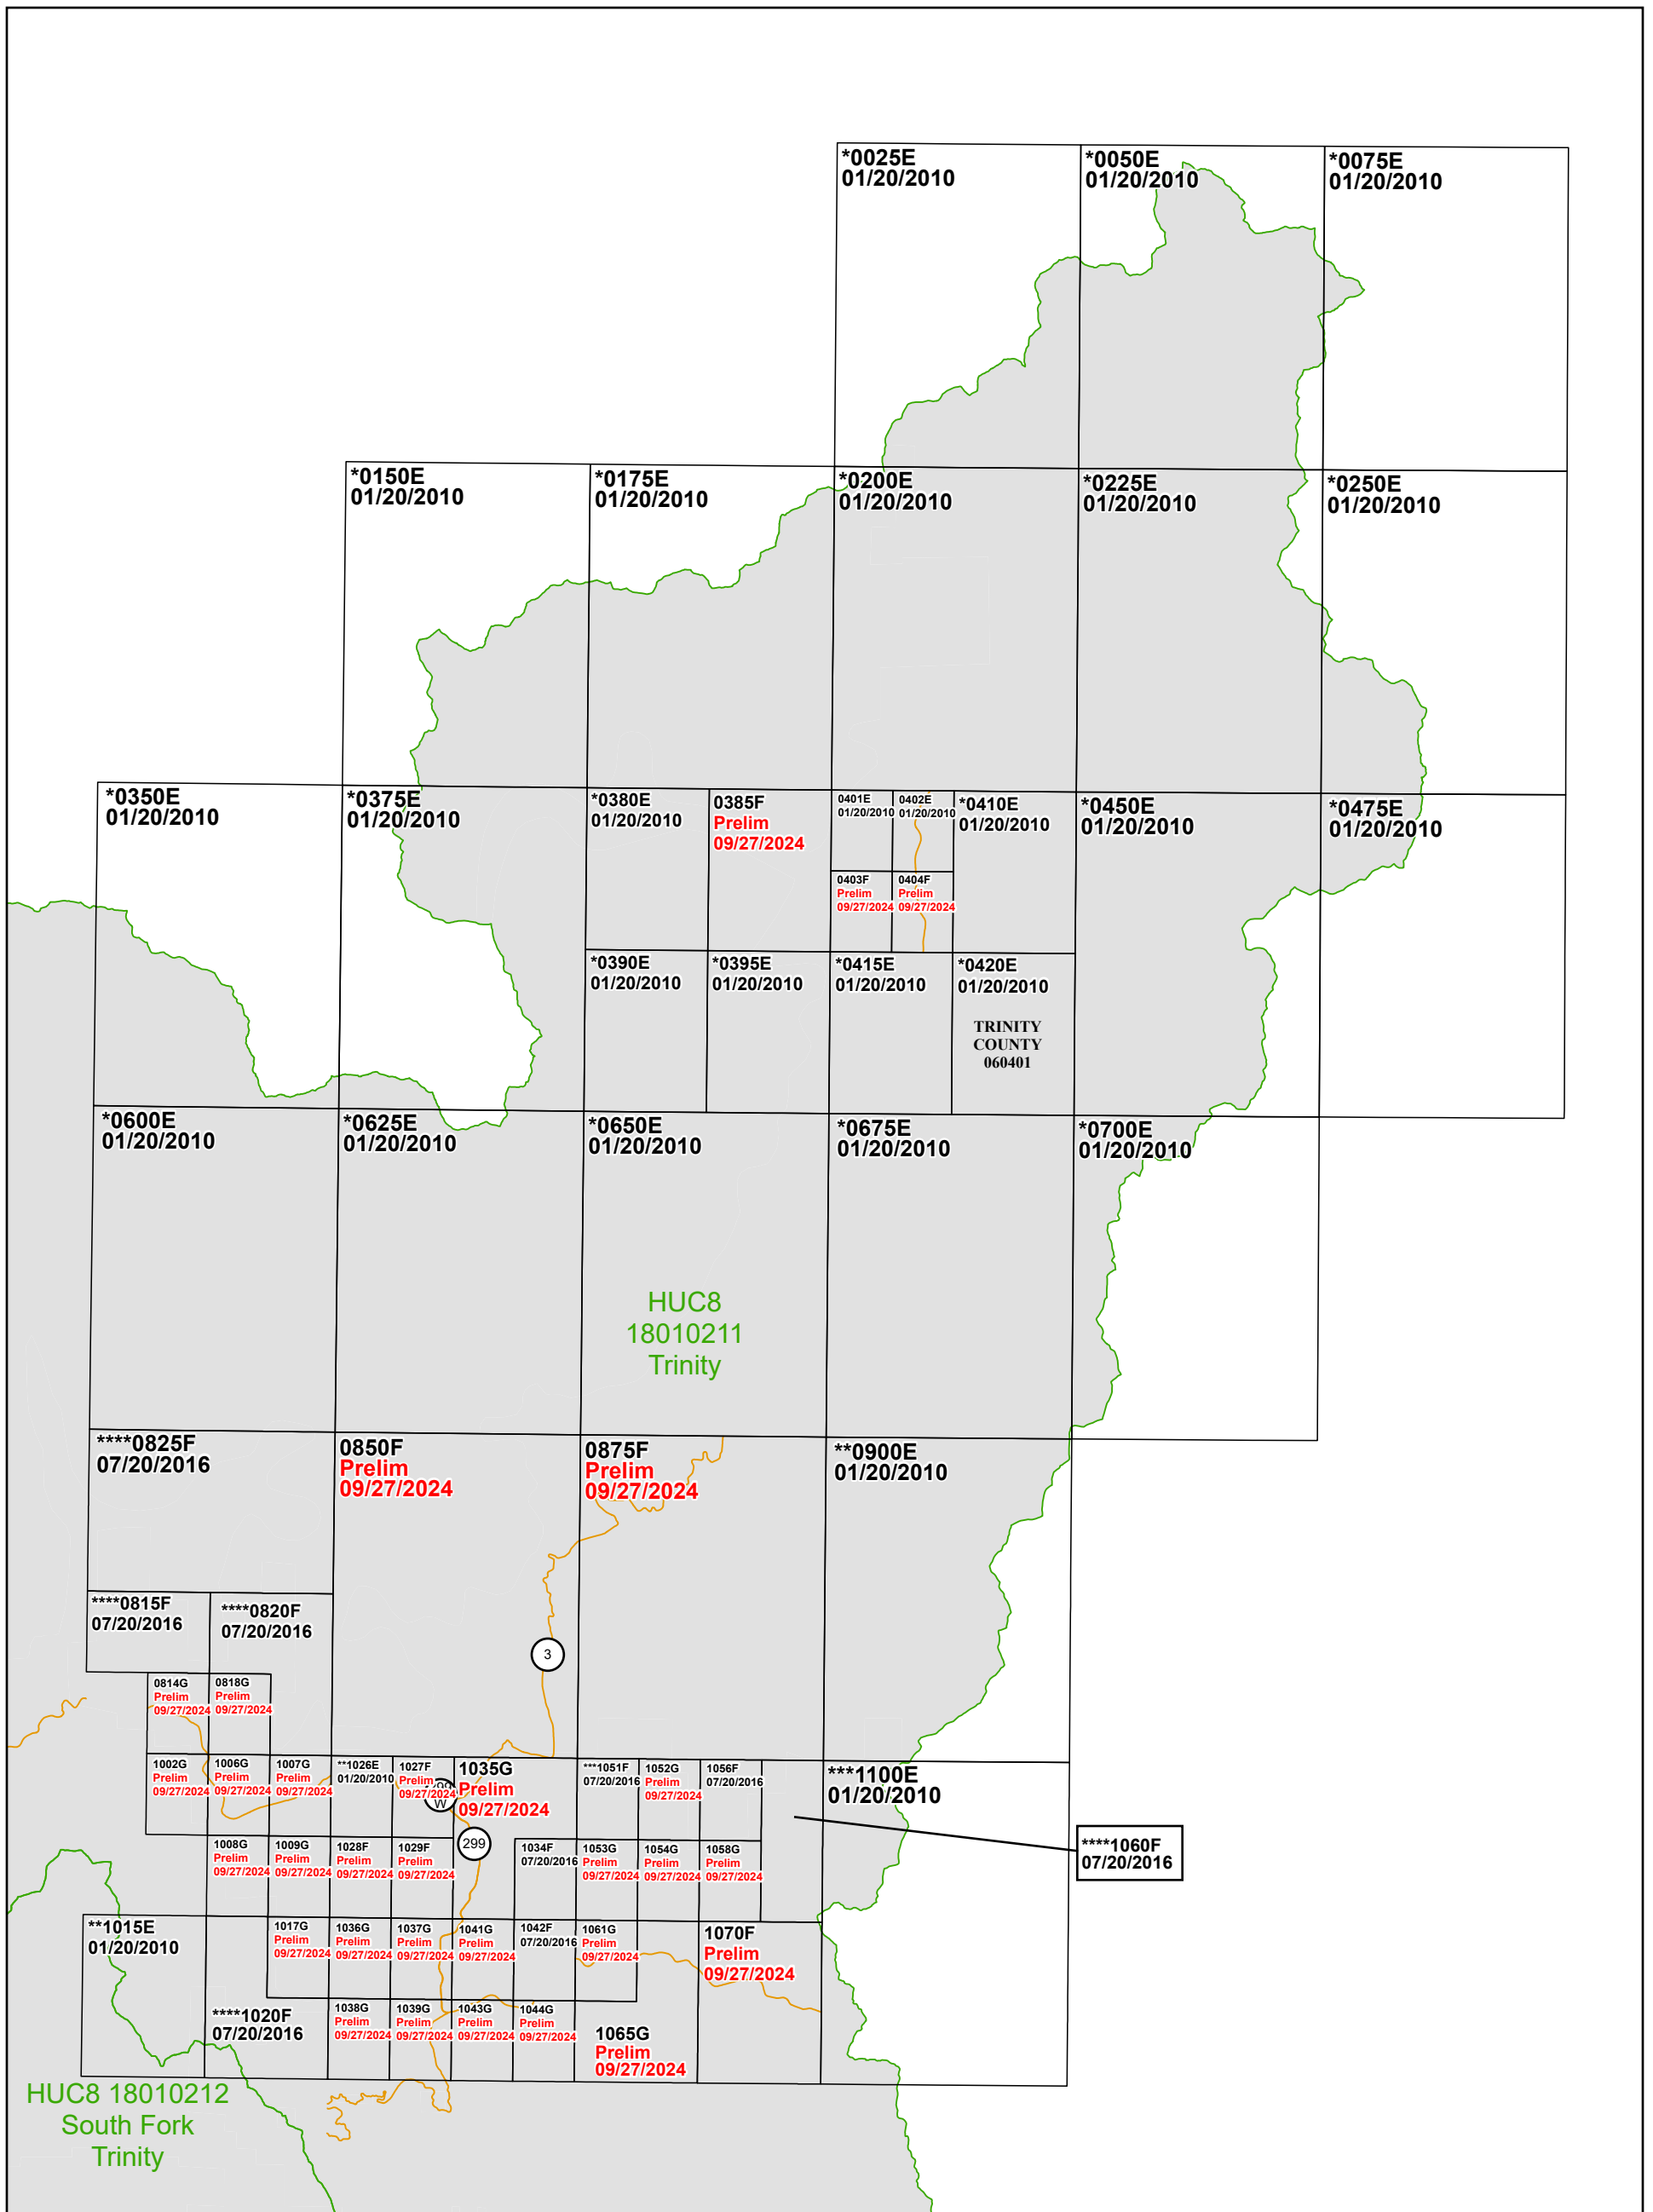 *0025E
01/20/2010
*0050E
01/20/2010
*0075E
01/20/2010
*0150E
01/20/2010
*0175E
01/20/2010
*0200E
01/20/2010
*0225E
01/20/2010
*0250E
01/20/2010
*0350E
01/20/2010
*0375E
01/20/2010
*0380E
01/20/2010
0385F
Prelim
09/27/2024
0401E
01/20/2010
0402E
01/20/2010
*0410E
01/20/2010
*0450E
01/20/2010
*0475E
01/20/2010
0403F
Prelim
09/27/2024
0404F
Prelim
09/27/2024
*0390E
01/20/2010
*0395E
01/20/2010
*0415E
01/20/2010
*0420E
01/20/2010
TRINITY
COUNTY
060401
*0600E
01/20/2010
*0625E
01/20/2010
*0650E
01/20/2010
*0675E
01/20/2010
*0700E
01/20/2010
HUC8
18010211
Trinity
****0825F
07/20/2016
0850F
Prelim
09/27/2024
0875F
Prelim
09/27/2024
**0900E
01/20/2010
****0815F
07/20/2016
****0820F
07/20/2016
3
0814G
Prelim
09/27/2024
0818G
Prelim
09/27/2024
1002G
Prelim
09/27/2024
1006G
Prelim
09/27/2024
1007G
Prelim
09/27/2024
**1026E
01/20/2010
1027F
Prelim
09/27/2024
W
1035G
Prelim
09/27/2024
***1051F
07/20/2016
1052G
Prelim
09/27/2024
1056F
07/20/2016
***1100E
01/20/2010
****1060F
07/20/2016
299
1008G
Prelim
09/27/2024
1009G
Prelim
09/27/2024
1028F
Prelim
09/27/2024
1029F
Prelim
09/27/2024
1034F
07/20/2016
1053G
Prelim
09/27/2024
1054G
Prelim
09/27/2024
1058G
Prelim
09/27/2024
**1015E
01/20/2010
1017G
Prelim
09/27/2024
1036G
Prelim
09/27/2024
1037G
Prelim
09/27/2024
1041G
Prelim
09/27/2024
1042F
07/20/2016
1061G
Prelim
09/27/2024
1070F
Prelim
09/27/2024
****1020F
07/20/2016
1038G
Prelim
09/27/2024
1039G
Prelim
09/27/2024
1043G
Prelim
09/27/2024
1044G
Prelim
09/27/2024
1065G
Prelim
09/27/2024
HUC8 18010212
South Fork
Trinity